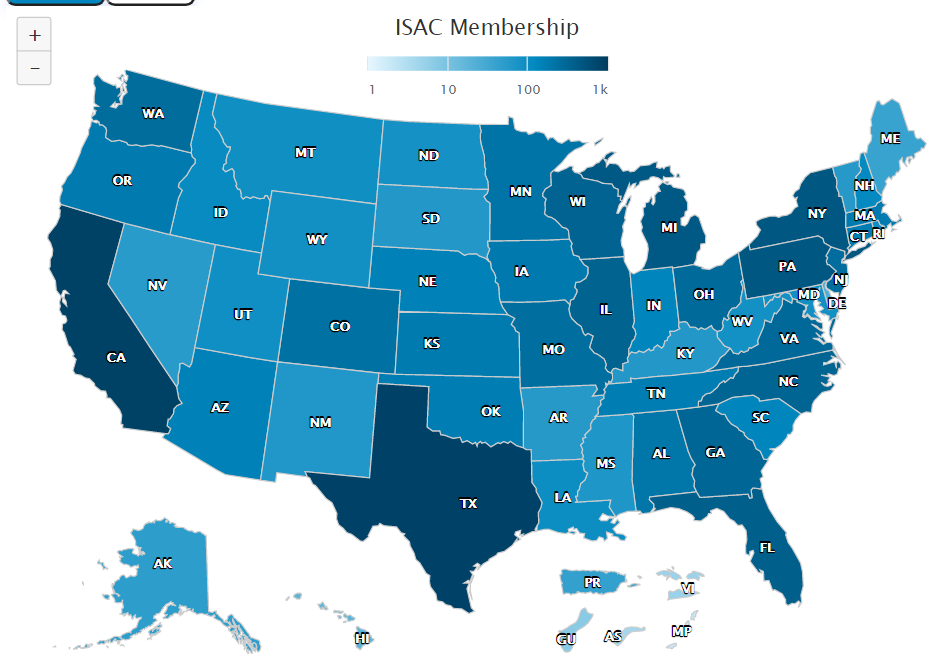 ISAC Membership
+
−
1 10 100 1k
WA
ME
MT
ND
OR
MN
NH
ID
SD
WI
NY
MA
WY
MI
CT RI
NV
NE
IA
PA
NJ
UT
CO
IL
IN
OH
MD
DE
WV
CA
KS
MO
KY
VA
AZ
NM
OK
AR
TN
NC
SC
TX
LA
MS
AL
GA
FL
AK
PR
VI
HI
GU
AS
MP